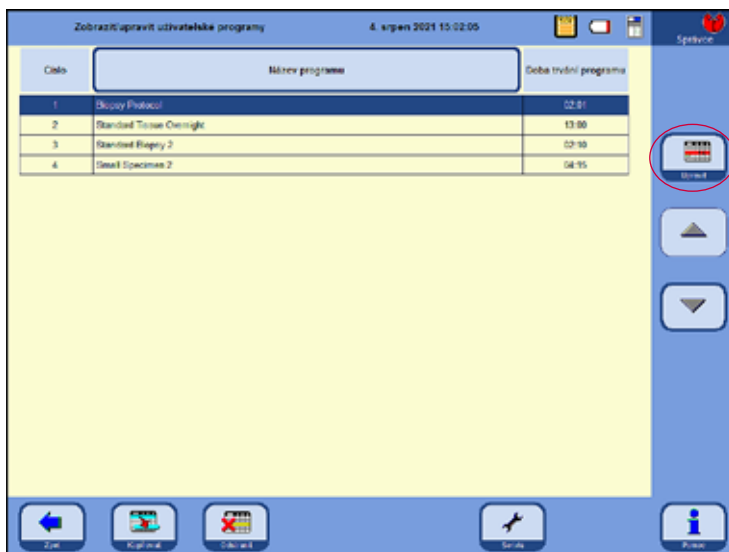 Zobrazit/upravit uživatelské programy
4. srpen 2021 15:02:05
Správce
Číslo
Název programu
Doba trvání programu
1 Biopsy Protocol 02:01
2 Standard Tissue Overnight 13:00
3 Standard Biopsy 2 02:10
4 Small Specimen 2 04:15
Upravit
Zpět
Kopírovat
Odstranit
Servis
Pomoc